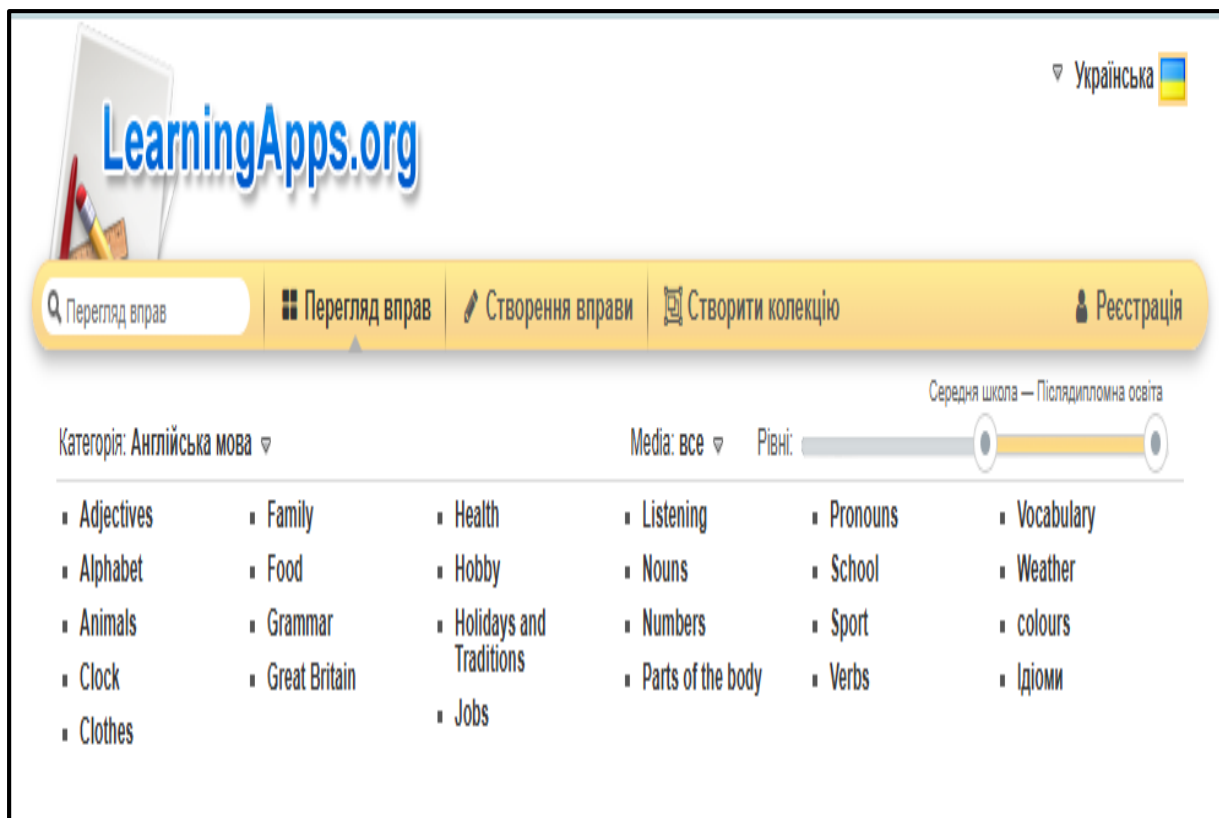 Українська
LearningApps.org
Перегляд вправ
Перегляд вправ
Створення вправи
Створити колекцію
Реєстрація
Середня школа — Післядипломна освіта
Категорія: Англійська мова
Media: все
Рівні:
Adjectives
Alphabet
Animals
Clock
Clothes
Family
Food
Grammar
Great Britain
Health
Hobby
Holidays and
Traditions
Jobs
Listening
Nouns
Numbers
Parts of the body
Pronouns
School
Sport
Verbs
Vocabulary
Weather
colours
Ідіоми